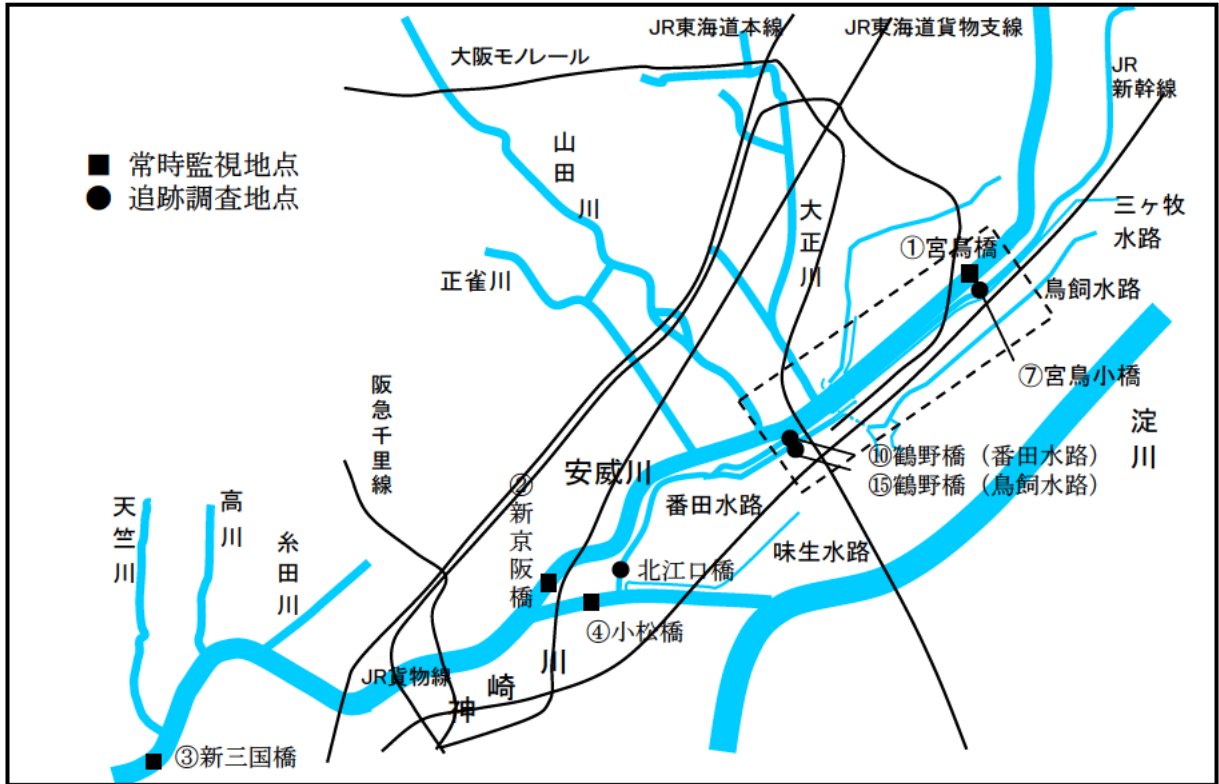 JR東海道本線
JR東海道貨物支線
大阪モノレール
JR
新幹線
■ 常時監視地点
● 追跡調査地点
山田川
大正川
三ヶ牧
水路
①宮鳥橋
正雀川
鳥飼水路
⑦宮鳥小橋
阪急千里線
淀川
安威川
⑩鶴野橋（番田水路）
⑮鶴野橋（鳥飼水路）
②新京阪橋
番田水路
天竺川
高川
糸田川
北江口橋
味生水路
④小松橋
JR貨物線
神崎川
③新三国橋